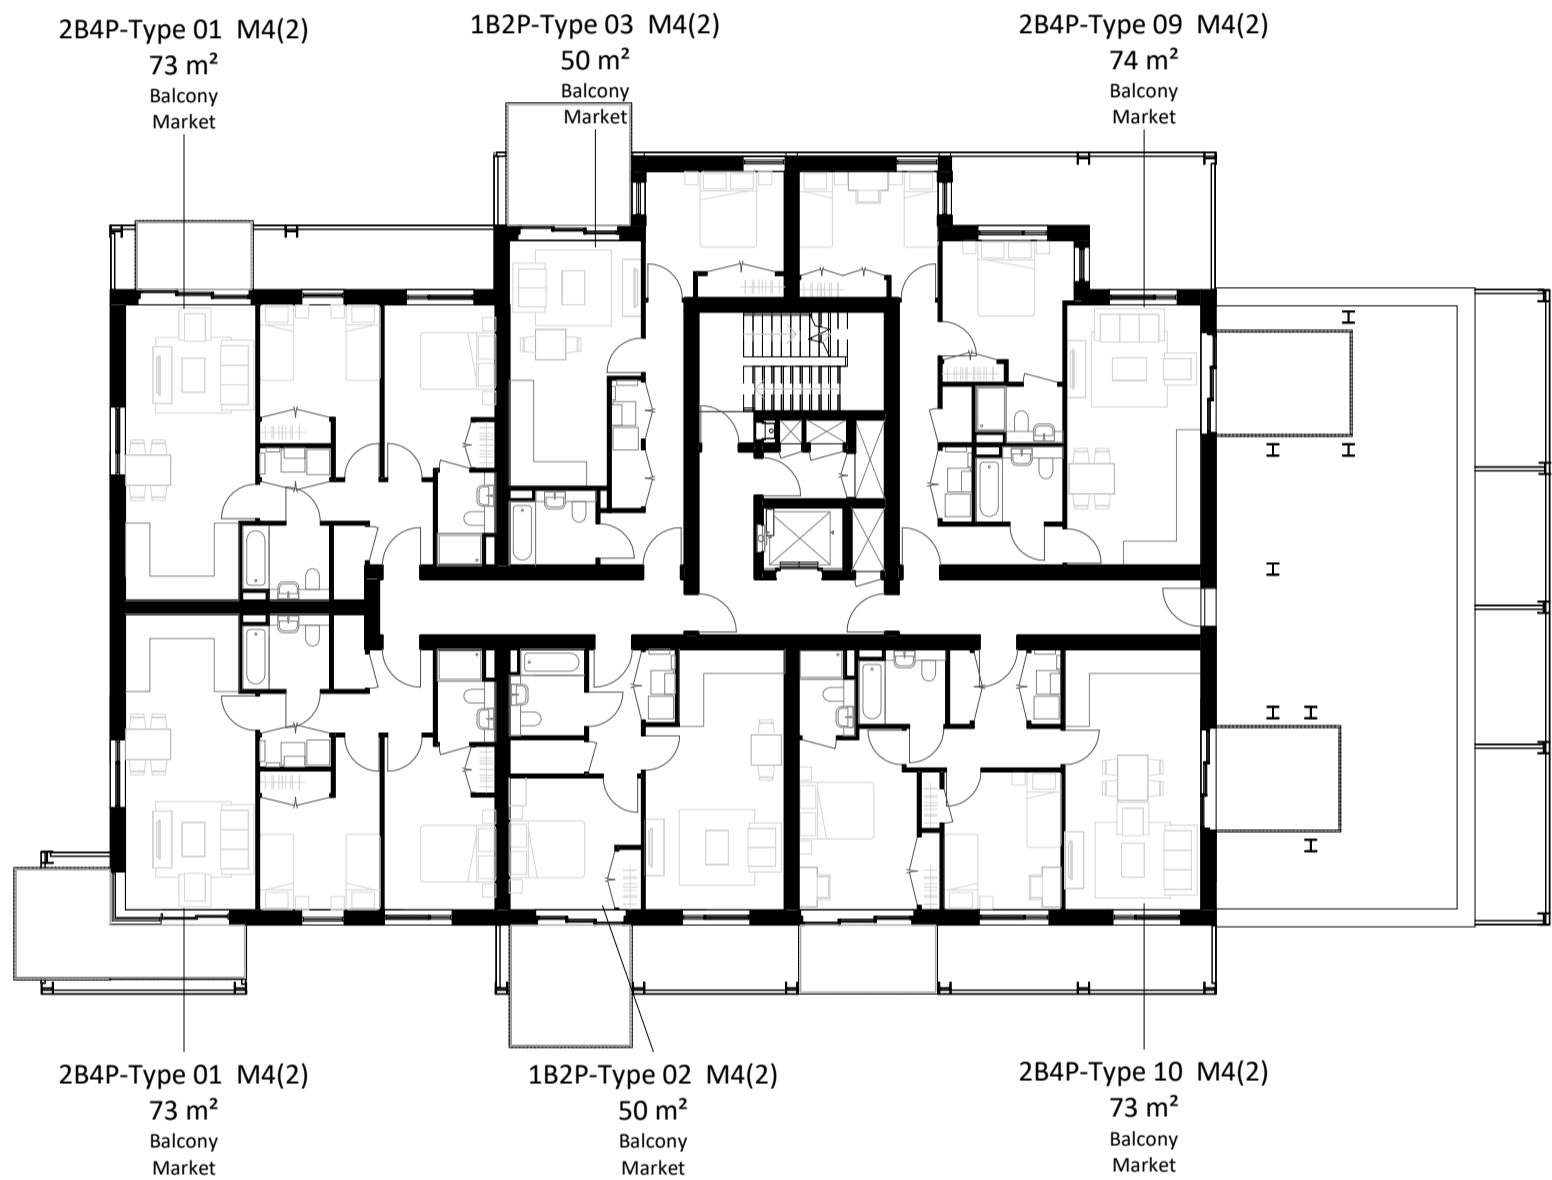 2B4P-Type 01  M4(2)
73 m²
Balcony
Market
1B2P-Type 03  M4(2)
50 m²
Balcony
Market
2B4P-Type 09  M4(2)
74 m²
Balcony
Market
2B4P-Type 01  M4(2)
73 m²
Balcony
Market
1B2P-Type 02  M4(2)
50 m²
Balcony
Market
2B4P-Type 10  M4(2)
73 m²
Balcony
Market